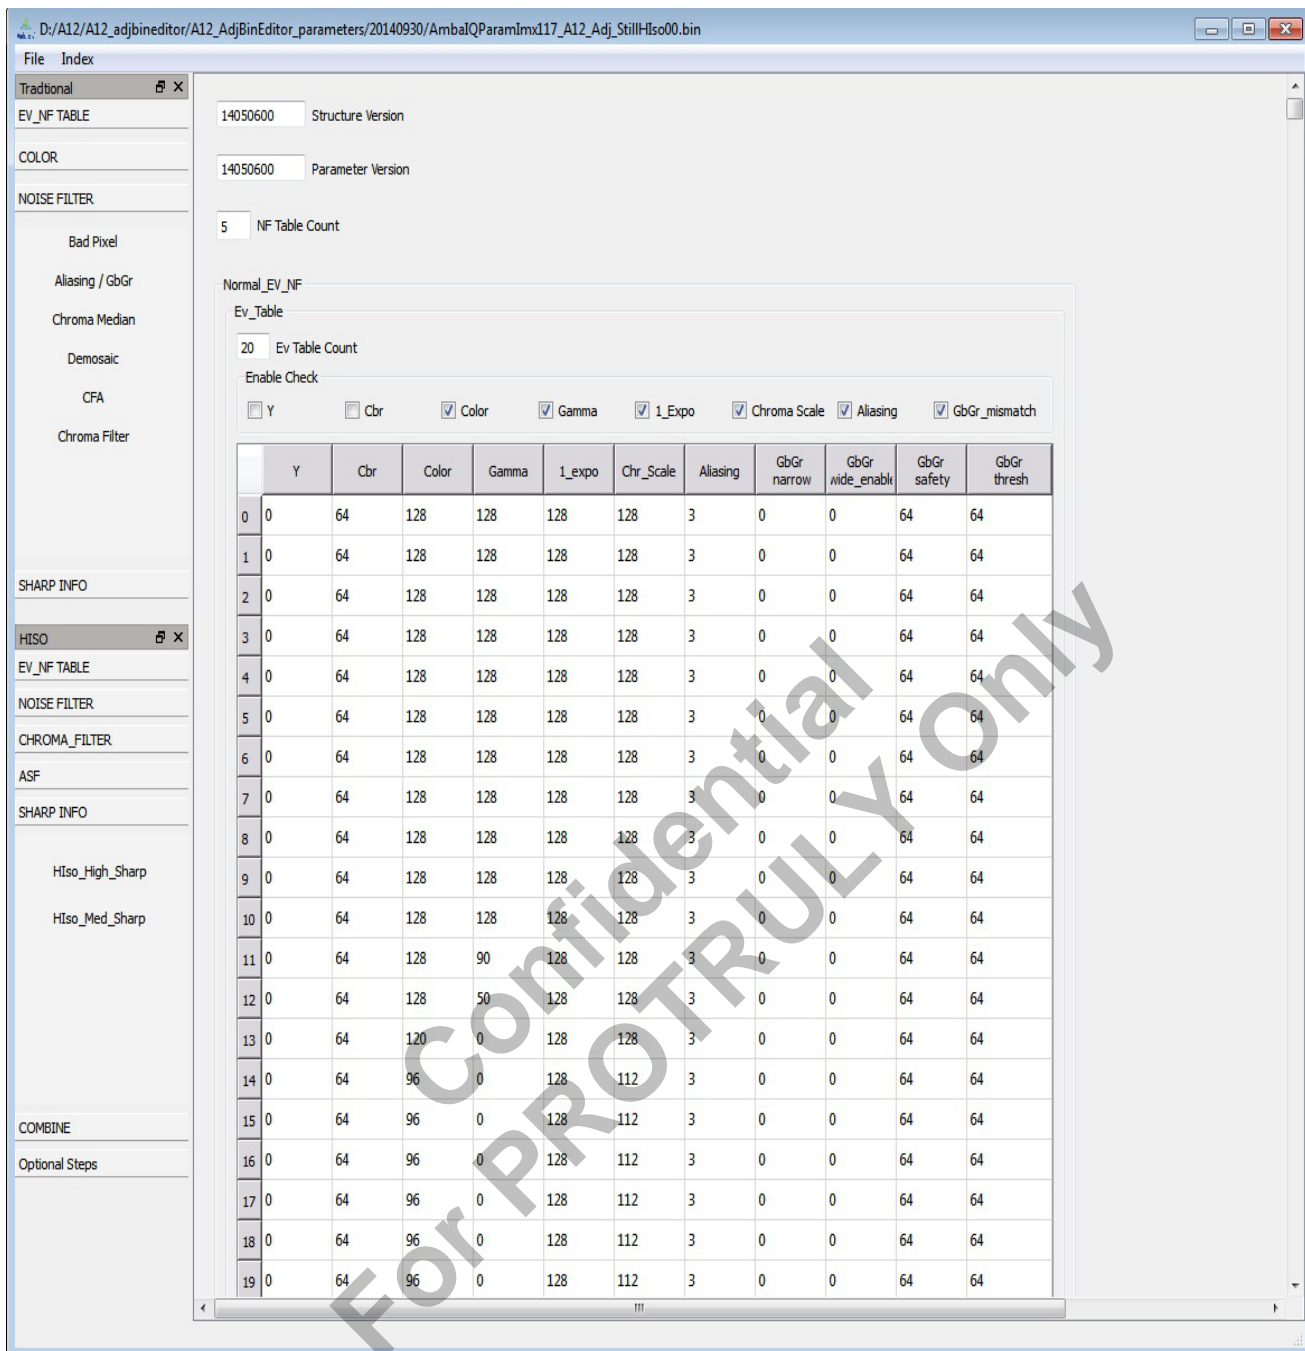 D:/A12/A12_adjbineditor/A12_AdjBinEditor_parameters/20140930/AmbaIQParamImx117_A12_Adj_StillHIso00.bin
File Index
Tradtional
EV_NF TABLE
COLOR
NOISE FILTER
Bad Pixel
Aliasing / GbGr
Chroma Median
Demosaic
CFA
Chroma Filter
SHARP INFO
HISO
EV_NF TABLE
NOISE FILTER
CHROMA_FILTER
ASF
SHARP INFO
HIso_High_Sharp
HIso_Med_Sharp
COMBINE
Optional Steps
14050600 Structure Version
14050600 Parameter Version
5 NF Table Count
Normal_EV_NF
Ev_Table
20 Ev Table Count
Enable Check
Y Cbr Color Gamma 1_Expo Chroma Scale Aliasing GbGr_mismatch
Y Cbr Color Gamma 1_expo Chr_Scale Aliasing GbGr narrow GbGr wide_enable GbGr safety GbGr thresh
0 0 64 128 128 128 128 3 0 0 64 64
1 0 64 128 128 128 128 3 0 0 64 64
2 0 64 128 128 128 128 3 0 0 64 64
3 0 64 128 128 128 128 3 0 0 64 64
4 0 64 128 128 128 128 3 0 0 64 64
5 0 64 128 128 128 128 3 0 0 64 64
6 0 64 128 128 128 128 3 0 0 64 64
7 0 64 128 128 128 128 3 0 0 64 64
8 0 64 128 128 128 128 3 0 0 64 64
9 0 64 128 128 128 128 3 0 0 64 64
10 0 64 128 128 128 128 3 0 0 64 64
11 0 64 128 90 128 128 3 0 0 64 64
12 0 64 128 50 128 128 3 0 0 64 64
13 0 64 120 0 128 128 3 0 0 64 64
14 0 64 96 0 128 112 3 0 0 64 64
15 0 64 96 0 128 112 3 0 0 64 64
16 0 64 96 0 128 112 3 0 0 64 64
17 0 64 96 0 128 112 3 0 0 64 64
18 0 64 96 0 128 112 3 0 0 64 64
19 0 64 96 0 128 112 3 0 0 64 64
Confidential
For PROTRULY Only